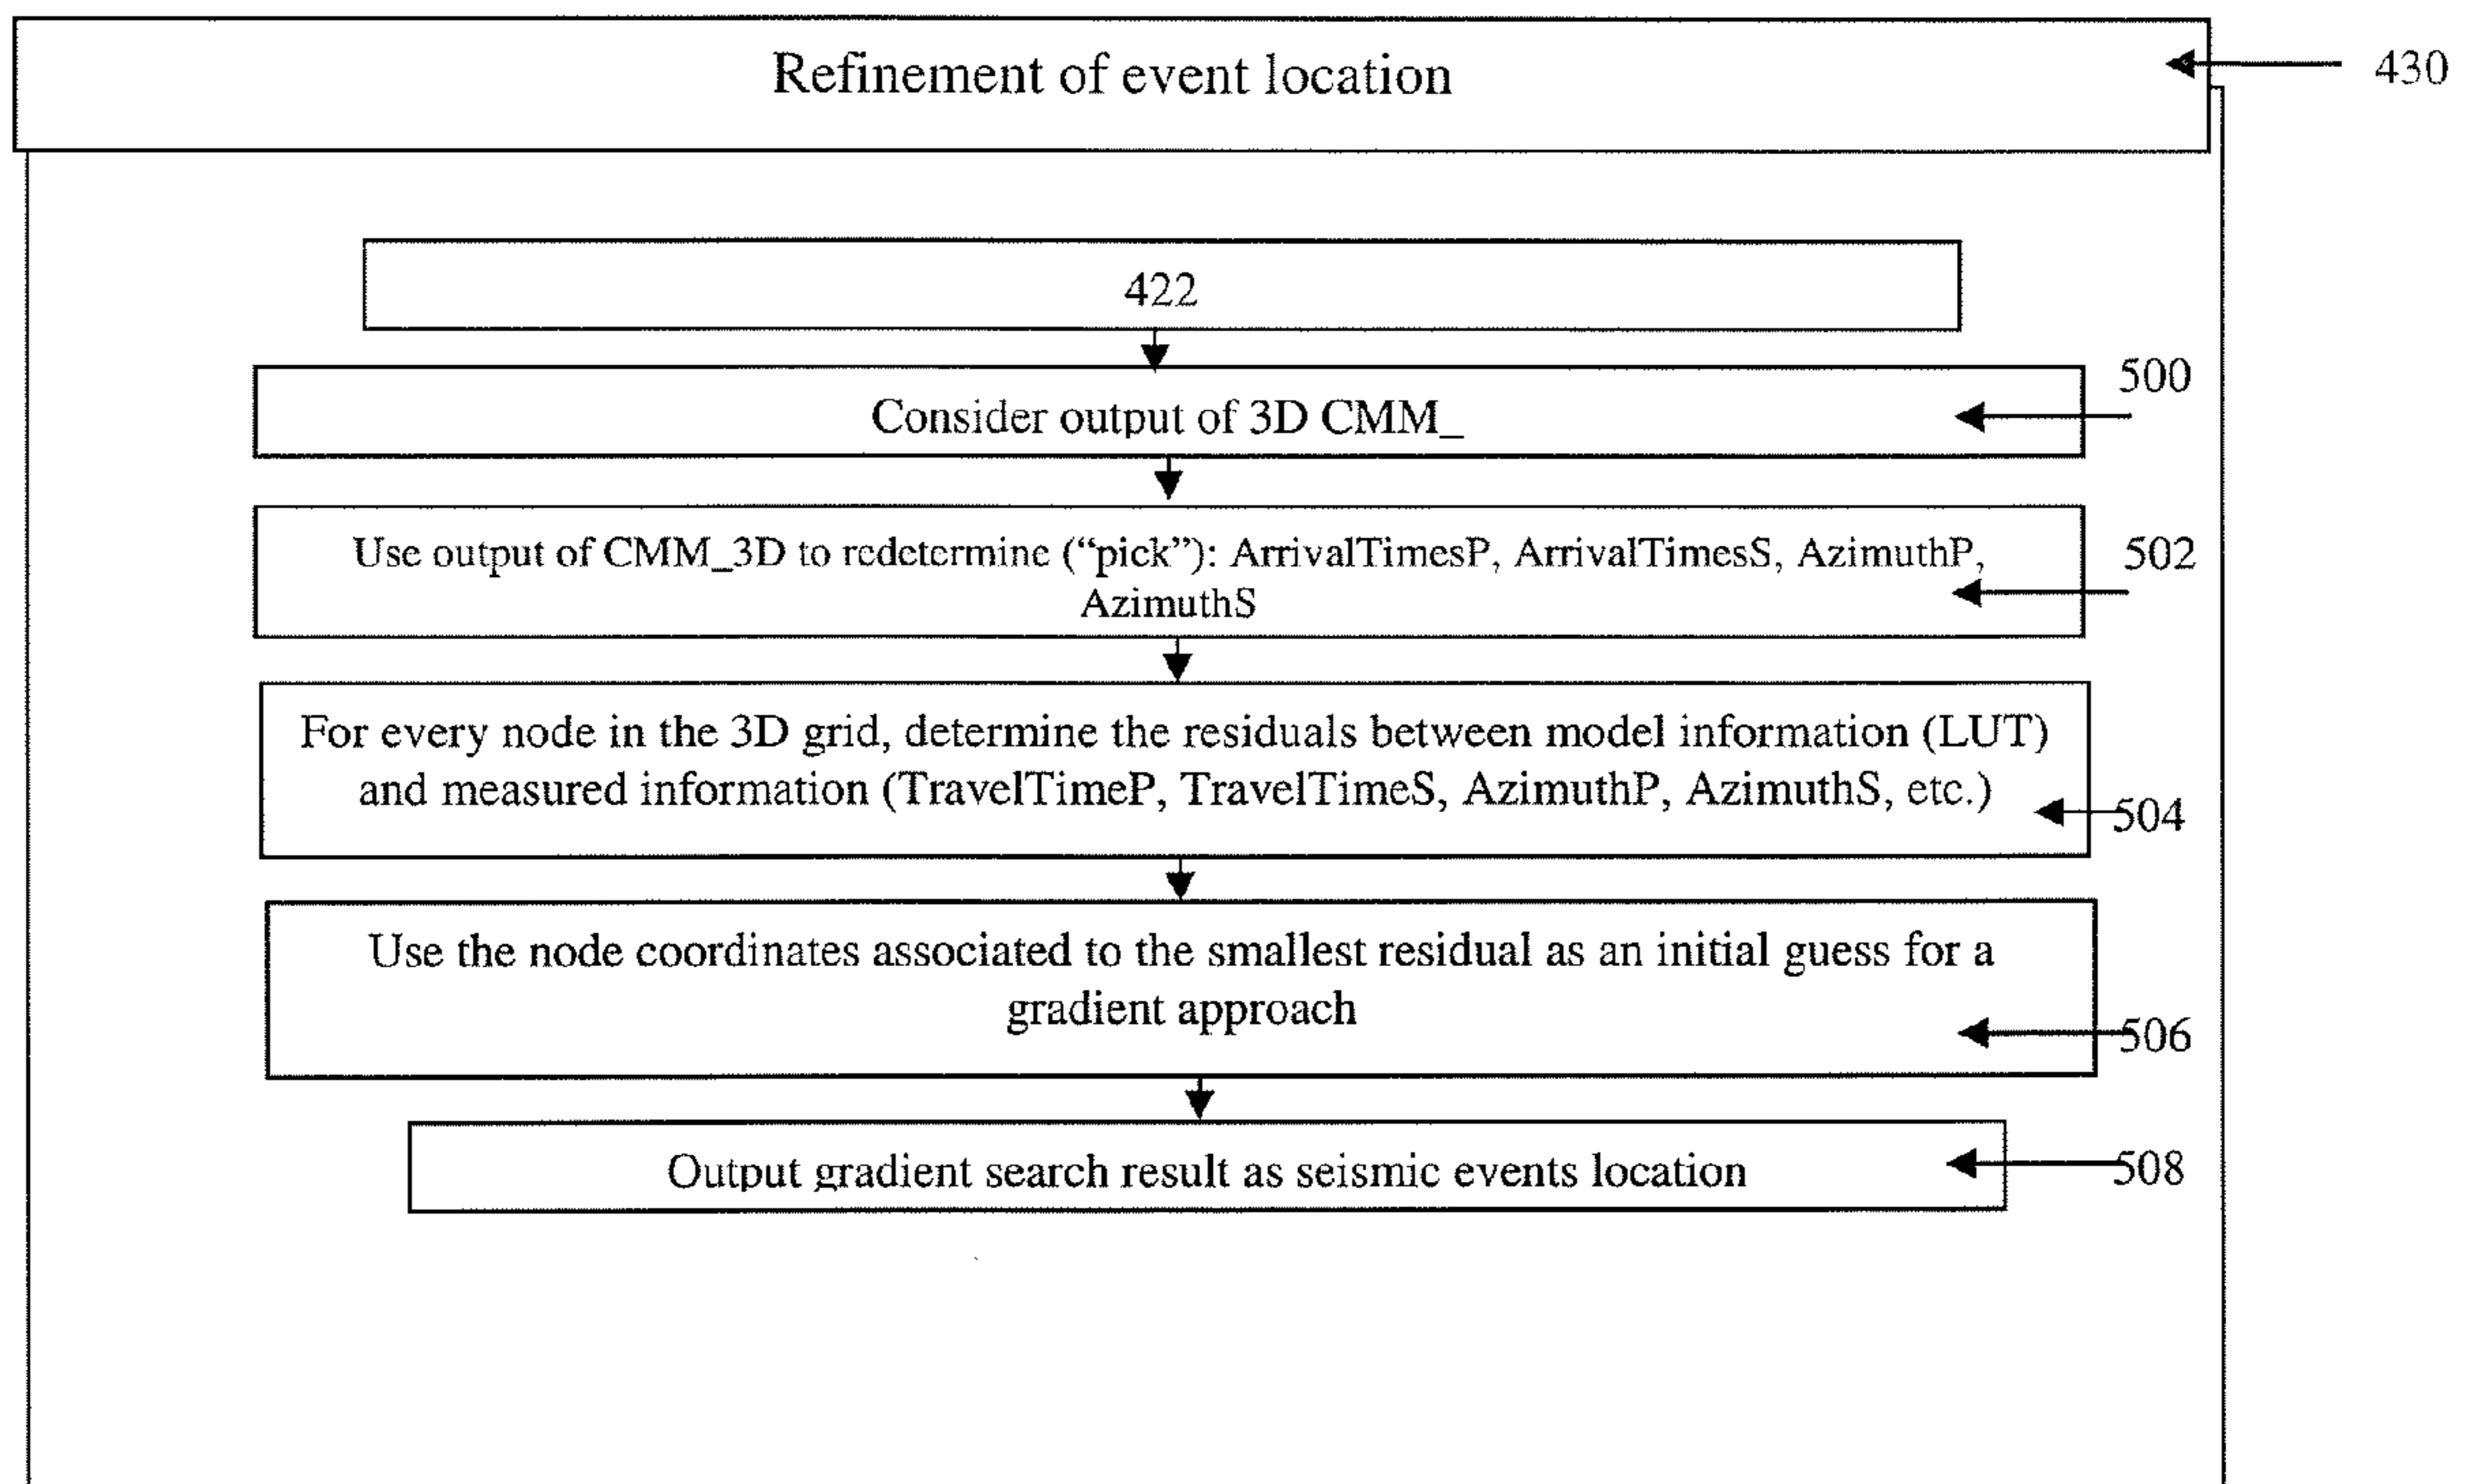 Refinement of event location
430
422
500
Consider output of 3D CMM_
Use output of CMM_3D to redetermine (“pick”): ArrivalTimesP, ArrivalTimesS, AzimuthP,
502
AzimuthS
For every node in the 3D grid, determine the residuals between model information (LUT)
and measured information (TravelTimeP, TravelTimeS, AzimuthP, AzimuthS, etc.)
504
Use the node coordinates associated to the smallest residual as an initial guess for a
gradient approach
506
Output gradient search result as seismic events location
508